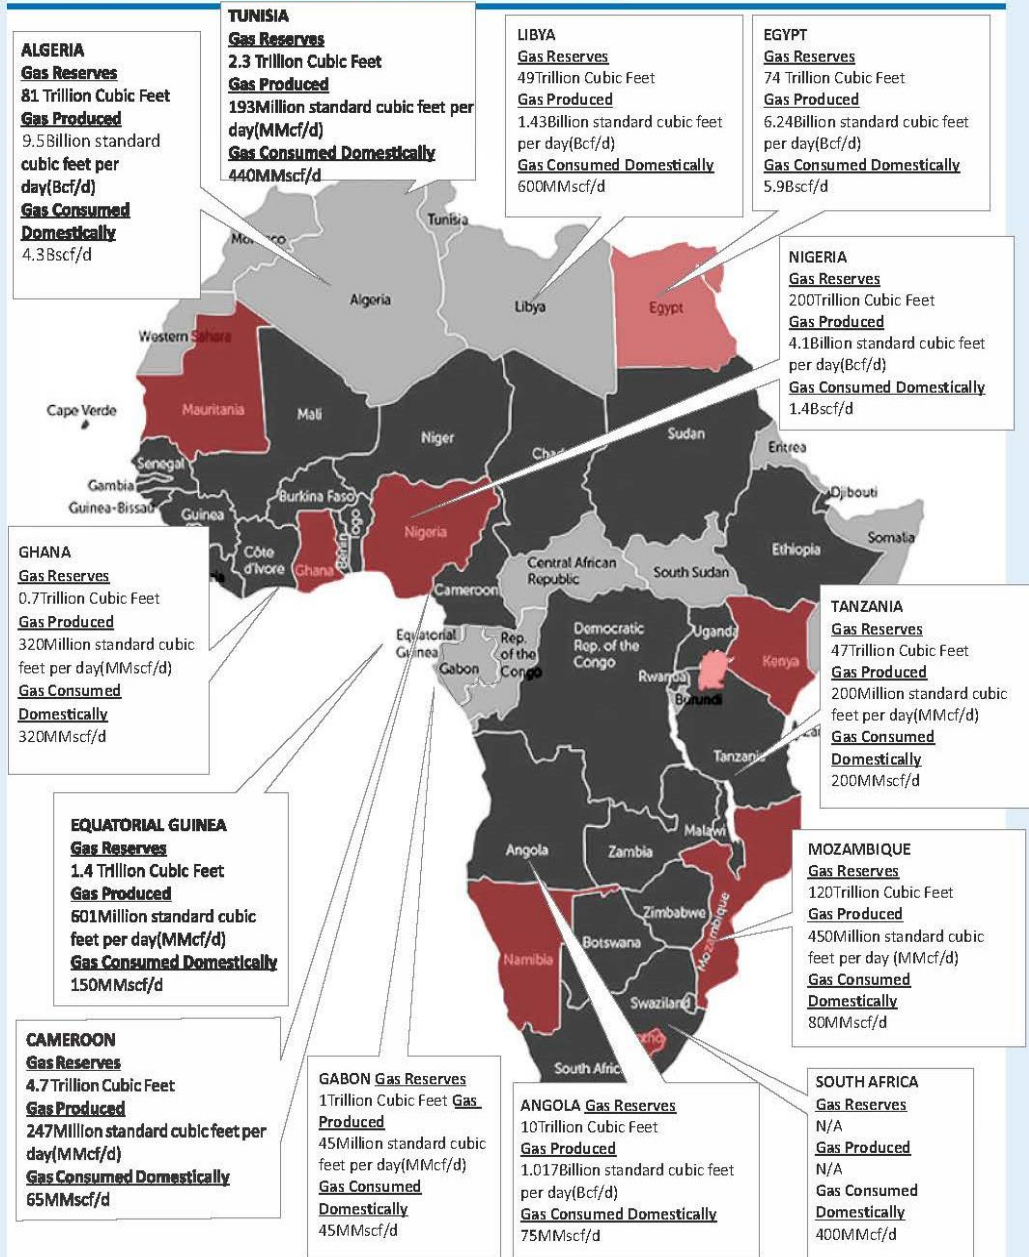 ALGERIA
Gas Reserves
81 Trillion Cubic Feet
Gas Produced
9.5Billion standard
cubic feet per
day(Bcf/d)
Gas Consumed
Domestically
4.3Bscf/d
TUNISIA
Gas Reserves
2.3 Trillion Cubic Feet
Gas Produced
193Million standard cubic feet per
day(MMcf/d)
Gas Consumed Domestically
440MMscf/d
LIBYA
Gas Reserves
49Trillion Cubic Feet
Gas Produced
1.43Billion standard cubic feet
per day(Bcf/d)
Gas Consumed Domestically
600MMscf/d
EGYPT
Gas Reserves
74 Trillion Cubic Feet
Gas Produced
6.24Billion standard cubic feet
per day(Bcf/d)
Gas Consumed Domestically
5.9Bscf/d
NIGERIA
Gas Reserves
200Trillion Cubic Feet
Gas Produced
4.1Billion standard cubic feet
per day(Bcf/d)
Gas Consumed Domestically
1.4Bscf/d
Tunisia
Algeria
Libya
Egypt
Western Sahara
Cape Verde
Mauritania
Mali
Niger
Sudan
Eritrea
Senegal
Gambia
Guinea-Bissau
Guinea
Burkina Faso
Togo
Benin
Nigeria
Djibouti
Somalia
Ethiopia
Côte
d'Ivore
Ghana
Cameroon
Central African
Republic
South Sudan
Equatorial
Guinea
Gabon
Rep.
of the
Congo
Democratic
Rep. of the
Congo
Uganda
Rwanda
Burundi
Kenya
Tanzania
Angola
Zambia
Malawi
Zimbabwe
Mozambique
Namibia
Botswana
Swaziland
GHANA
Gas Reserves
0.7Trillion Cubic Feet
Gas Produced
320Million standard cubic
feet per day(MMscf/d)
Gas Consumed
Domestically
320MMscf/d
TANZANIA
Gas Reserves
47Trillion Cubic Feet
Gas Produced
200Million standard cubic
feet per day(MMcf/d)
Gas Consumed
Domestically
200MMscf/d
EQUATORIAL GUINEA
Gas Reserves
1.4 Trillion Cubic Feet
Gas Produced
601Million standard cubic
feet per day(MMcf/d)
Gas Consumed Domestically
150MMscf/d
MOZAMBIQUE
Gas Reserves
120Trillion Cubic Feet
Gas Produced
450Million standard cubic
feet per day (MMcf/d)
Gas Consumed
Domestically
80MMscf/d
CAMEROON
Gas Reserves
4.7Trillion Cubic Feet
Gas Produced
247Million standard cubic feet per
day(MMcf/d)
Gas Consumed Domestically
65MMscf/d
GABON Gas Reserves
1Trillion Cubic Feet Gas
Produced
45Million standard cubic
feet per day(MMcf/d)
Gas Consumed
Domestically
45MMscf/d
South Afric
ANGOLA Gas Reserves
10Trillion Cubic Feet
Gas Produced
1.017Billion standard cubic feet
per day(Bcf/d)
Gas Consumed Domestically
75MMscf/d
SOUTH AFRICA
Gas Reserves
N/A
Gas Produced
N/A
Gas Consumed
Domestically
400MMcf/d